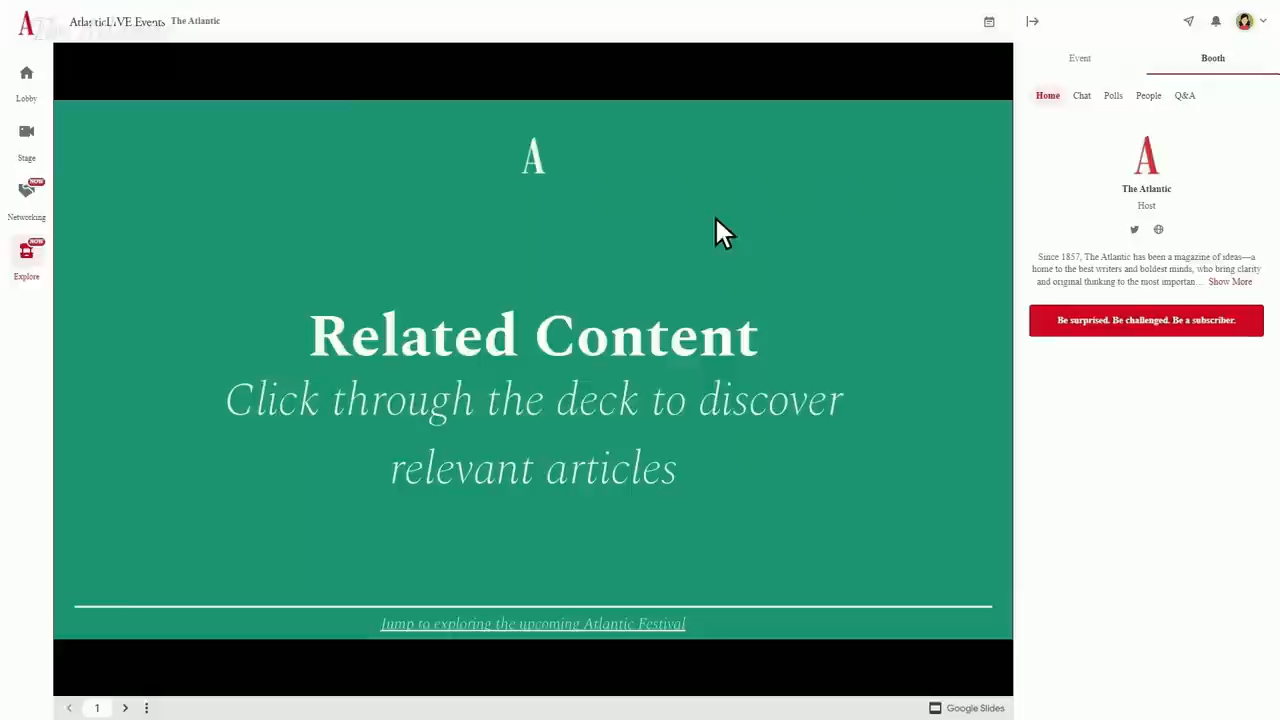 A
AtlanticLIVE Events
The Atlantic
Lobby
Stage
NOW
Networking
NOW
Explore
A
Related Content
Click through the deck to discover
relevant articles
Jump to exploring the upcoming Atlantic Festival
1
Google Slides
Event
Booth
Home
Chat
Polls
People
Q&A
A
The Atlantic
Host
Since 1857, The Atlantic has been a magazine of ideas—a
home to the best writers and boldest minds, who bring clarity
and original thinking to the most importan... Show More
Be surprised. Be challenged. Be a subscriber.